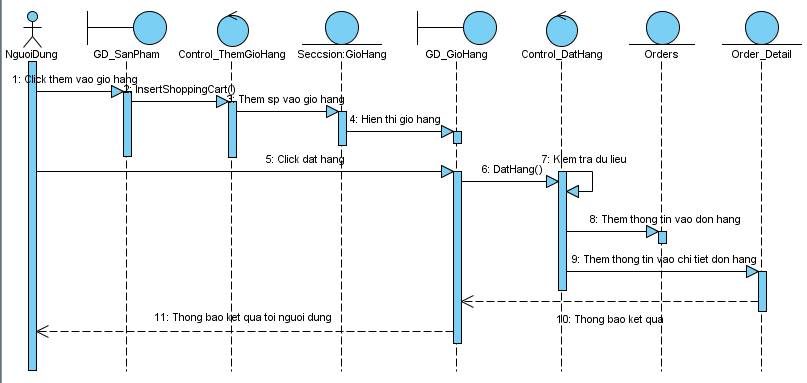 NguoiDung
GD_SanPham
Control_ThemGioHang
Seccsion:GioHang
GD_GioHang
Control_DatHang
Orders
Order_Detail
1: Click them vao gio hang
2: InsertShoppingCart()
3: Them sp vao gio hang
4: Hien thi gio hang
5: Click dat hang
6: DatHang()
7: Kiem tra du lieu
8: Them thong tin vao don hang
9: Them thong tin vao chi tiet don hang
10: Thong bao ket qua
11: Thong bao ket qua toi nguoi dung